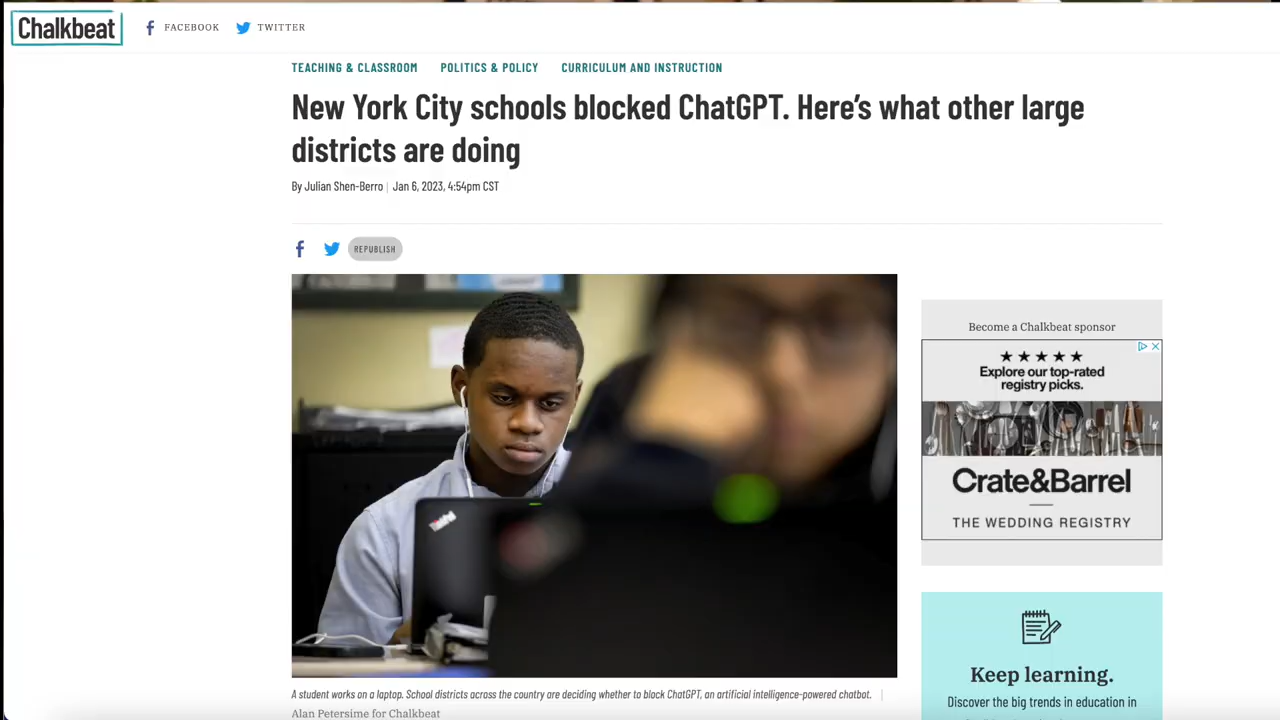 Chalkbeat
FACEBOOK
TWITTER
TEACHING & CLASSROOM
POLITICS & POLICY
CURRICULUM AND INSTRUCTION
New York City schools blocked ChatGPT. Here’s what other large
districts are doing
By Julian Shen-Berro | Jan 6, 2023, 4:54pm CST
REPUBLISH
Become a Chalkbeat sponsor
Explore our top-rated
registry picks.
Crate&Barrel
THE WEDDING REGISTRY
A student works on a laptop. School districts across the country are deciding whether to block ChatGPT, an artificial intelligence-powered chatbot. |
Alan Petersime for Chalkbeat
Keep learning.
Discover the big trends in education in